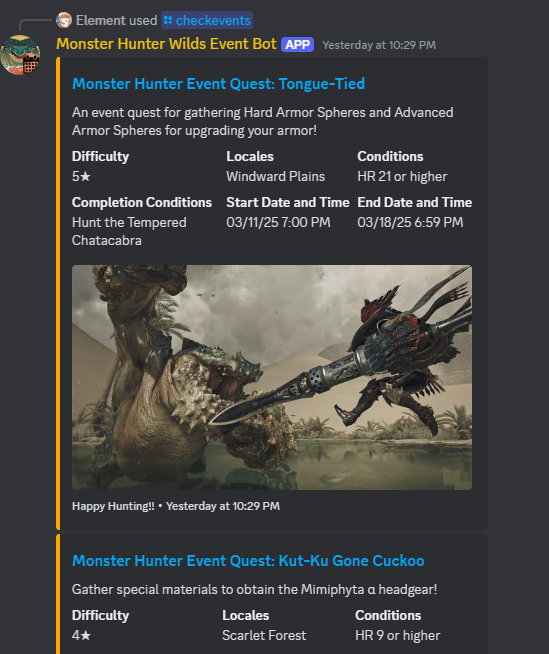 Element used checkevents
Monster Hunter Wilds Event Bot APP Yesterday at 10:29 PM
Monster Hunter Event Quest: Tongue-Tied
An event quest for gathering Hard Armor Spheres and Advanced
Armor Spheres for upgrading your armor!
Difficulty Locales Conditions
5★ Windward Plains HR 21 or higher
Completion Conditions Start Date and Time End Date and Time
Hunt the Tempered 03/11/25 7:00 PM 03/18/25 6:59 PM
Chatacabra
Happy Hunting!! • Yesterday at 10:29 PM
Monster Hunter Event Quest: Kut-Ku Gone Cuckoo
Gather special materials to obtain the Mimiphyta α headgear!
Difficulty Locales Conditions
4★ Scarlet Forest HR 9 or higher